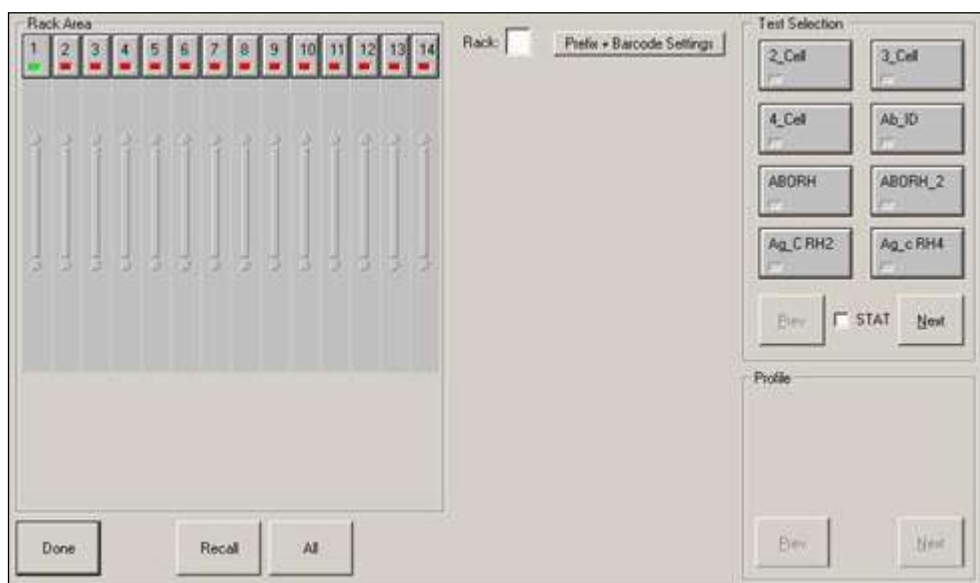 Rack Area
1 2 3 4 5 6 7 8 9 10 11 12 13 14
Rack:
Prefix + Barcode Settings
Test Selection
2_Cell 3_Cell
4_Cell Ab_ID
ABORH ABORH_2
Ag_C RH2 Ag_c RH4
Prev STAT Next
Profile
Prev Next
Done Recall All